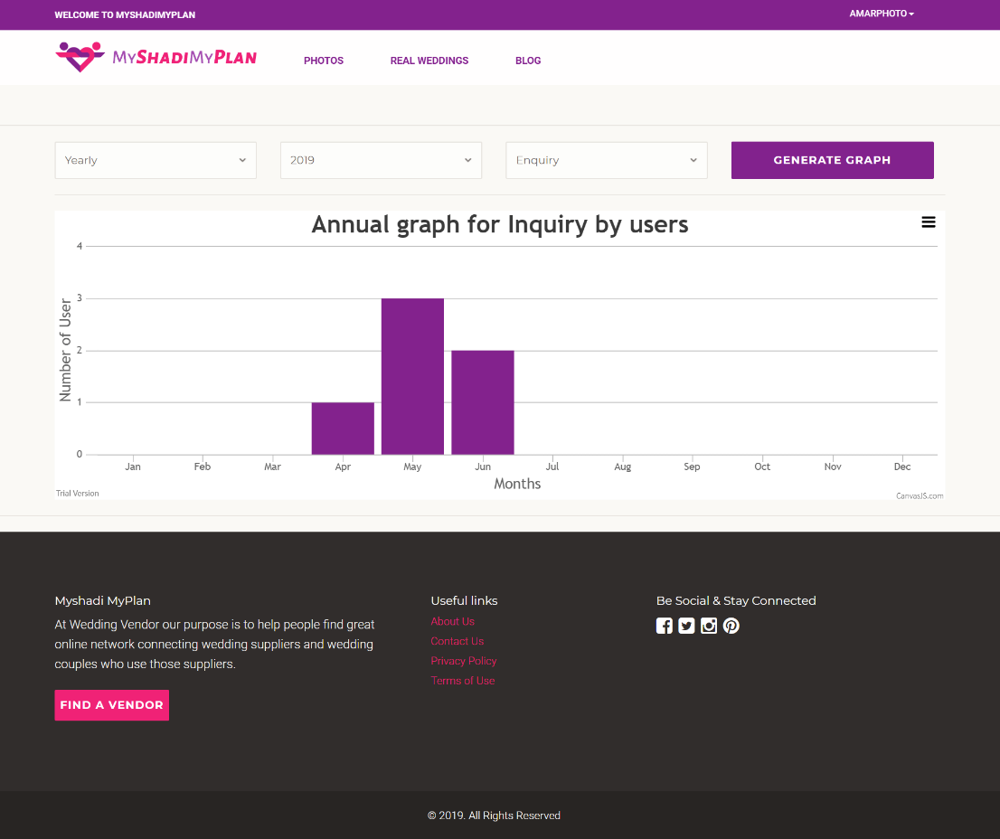 WELCOME TO MYSHADIMYPLAN
AMARPHOTO
MyShadiMyPlan
PHOTOS
REAL WEDDINGS
BLOG
Yearly
2019
Enquiry
GENERATE GRAPH
Annual graph for Inquiry by users
Number of User
4
3
2
1
0
Jan Feb Mar Apr May Jun Jul Aug Sep Oct Nov Dec
Months
Trial Version
CanvasJS.com
Myshadi MyPlan
At Wedding Vendor our purpose is to help people find great
online network connecting wedding suppliers and wedding
couples who use those suppliers.
FIND A VENDOR
Useful links
About Us
Contact Us
Privacy Policy
Terms of Use
Be Social & Stay Connected
© 2019. All Rights Reserved